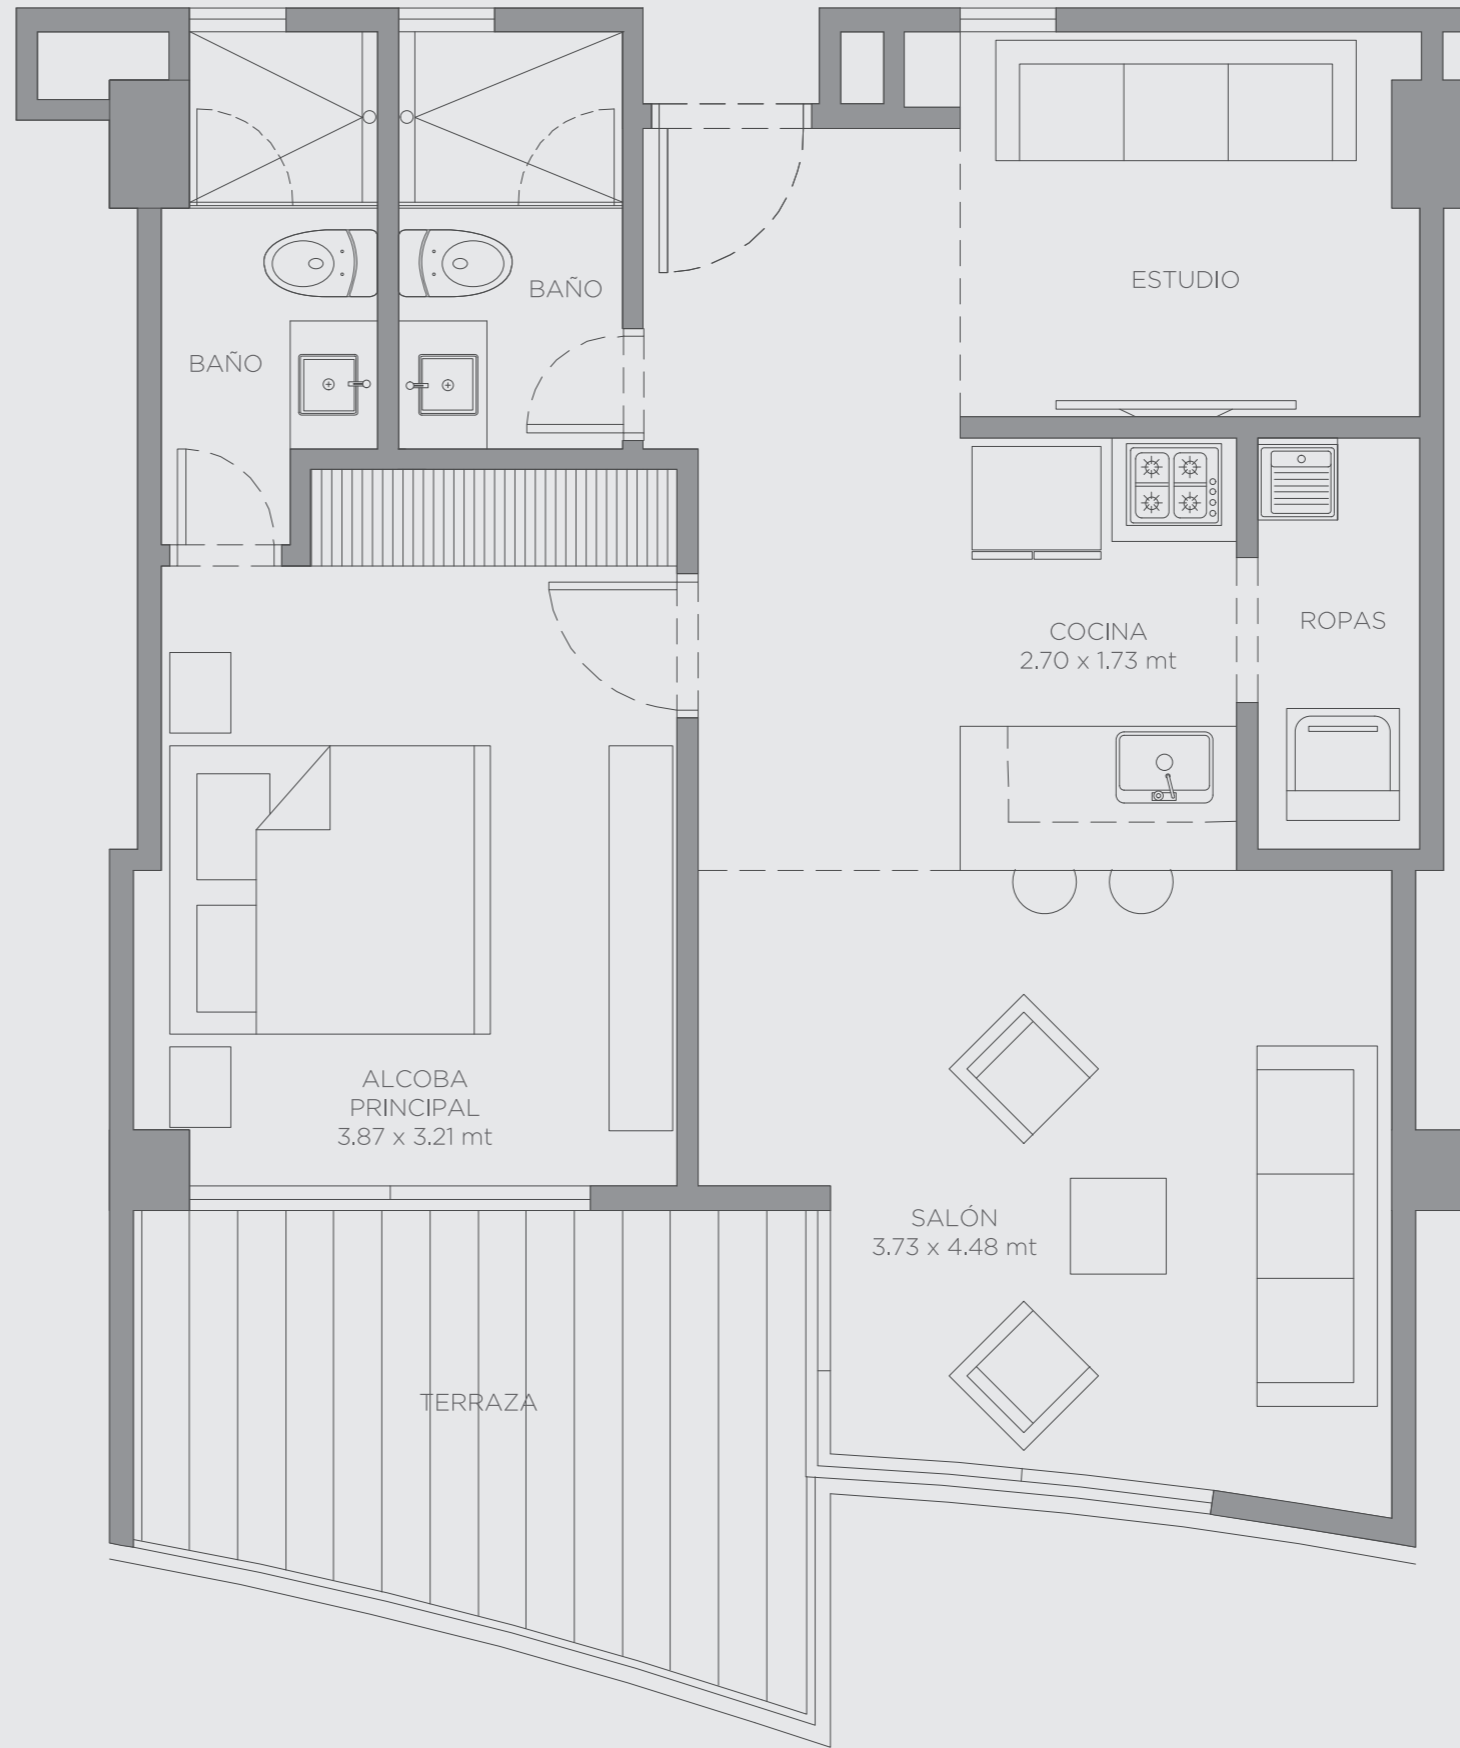 ESTUDIO
BAÑO
BAÑO
COCINA
2.70 x 1.73 mt
ROPAS
ALCOBA
PRINCIPAL
3.87 x 3.21 mt
SALÓN
3.73 x 4.48 mt
TERRAZA